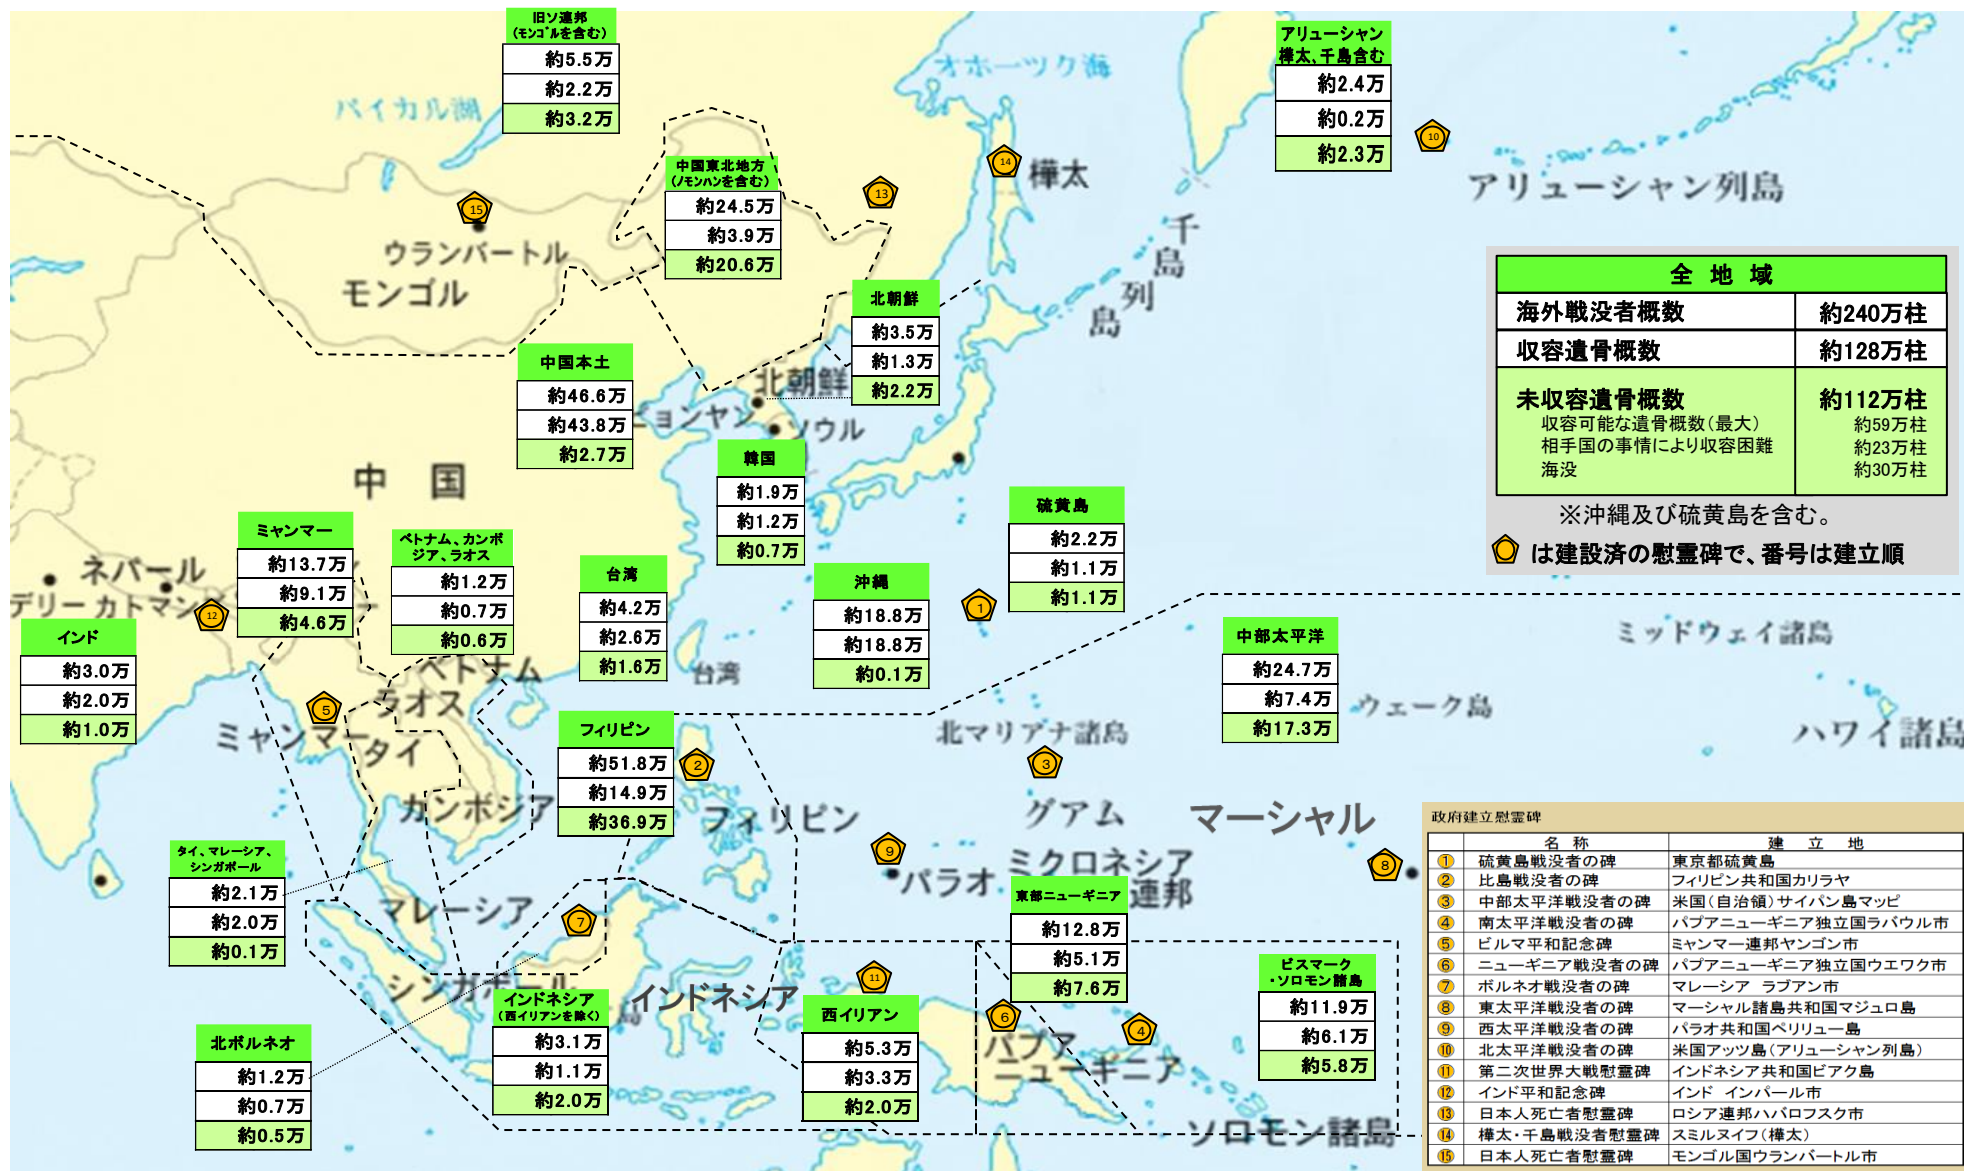 旧ソ連邦
(モンゴルを含む)
約5.5万
約2.2万
約3.2万
アリューシャン
樺太、千島含む
約2.4万
約0.2万
約2.3万
オホーツク海
バイカル湖
中国東北地方
(ノモンハンを含む)
約24.5万
約3.9万
約20.6万
⑬
⑭
樺太
⑩
アリューシャン列島
⑮
ウランバートル
モンゴル
千島列島
北朝鮮
約3.5万
約1.3万
約2.2万
全地域
海外戦没者概数 約240万柱
収容遺骨概数 約128万柱
未収容遺骨概数 約112万柱
収容可能な遺骨概数(最大) 約59万柱
相手国の事情により収容困難 約23万柱
海没 約30万柱
※沖縄及び硫黄島を含む。
は建設済の慰霊碑で、番号は建立順
中国本土
約46.6万
約43.8万
約2.7万
北朝鮮
ピョンヤン
ソウル
韓国
約1.9万
約1.2万
約0.7万
中国
硫黄島
約2.2万
約1.1万
約1.1万
①
ミャンマー
約13.7万
約9.1万
約4.6万
ベトナム、カンボ
ジア、ラオス
約1.2万
約0.7万
約0.6万
台湾
約4.2万
約2.6万
約1.6万
沖縄
約18.8万
約18.8万
約0.1万
ネパール
デリー
カトマン
⑫
インド
約3.0万
約2.0万
約1.0万
台湾
中部太平洋
約24.7万
約7.4万
約17.3万
ミッドウェイ諸島
ウェーク島
ハワイ諸島
北マリアナ諸島
③
グアム
マーシャル
⑧
ベトナム
ラオス
⑤
ミャンマー
タイ
カンボジア
フィリピン
約51.8万
約14.9万
約36.9万
②
フィリピン
⑨
パラオ
ミクロネシア
連邦
タイ、マレーシア、
シンガポール
約2.1万
約2.0万
約0.1万
マレーシア
⑦
シンガポール
インドネシア
島
東部ニューギニア
約12.8万
約5.1万
約7.6万
ビスマーク
・ソロモン諸島
約11.9万
約6.1万
約5.8万
⑪
インドネシア
(西イリアンを除く)
約3.1万
約1.1万
約2.0万
西イリアン
約5.3万
約3.3万
約2.0万
⑥
④
パプア
ニューギニア
ソロモン諸島
北ボルネオ
約1.2万
約0.7万
約0.5万
政府建立慰霊碑
名称 建立地
① 硫黄島戦没者の碑 東京都硫黄島
② 比島戦没者の碑 フィリピン共和国カリラヤ
③ 中部太平洋戦没者の碑 米国(自治領)サイパン島マッピ
④ 南太平洋戦没者の碑 パプアニューギニア独立国ラバウル市
⑤ ビルマ平和記念碑 ミャンマー連邦ヤンゴン市
⑥ ニューギニア戦没者の碑 パプアニューギニア独立国ウエワク市
⑦ ボルネオ戦没者の碑 マレーシア ラブアン市
⑧ 東太平洋戦没者の碑 マーシャル諸島共和国マジュロ島
⑨ 西太平洋戦没者の碑 パラオ共和国ペリリュー島
⑩ 北太平洋戦没者の碑 米国アッツ島(アリューシャン列島)
⑪ 第二次世界大戦慰霊碑 インドネシア共和国ビアク島
⑫ インド平和記念碑 インド インパール市
⑬ 日本人死亡者慰霊碑 ロシア連邦ハバロフスク市
⑭ 樺太・千島戦没者慰霊碑 スミルヌイフ(樺太)
⑮ 日本人死亡者慰霊碑 モンゴル国ウランバートル市